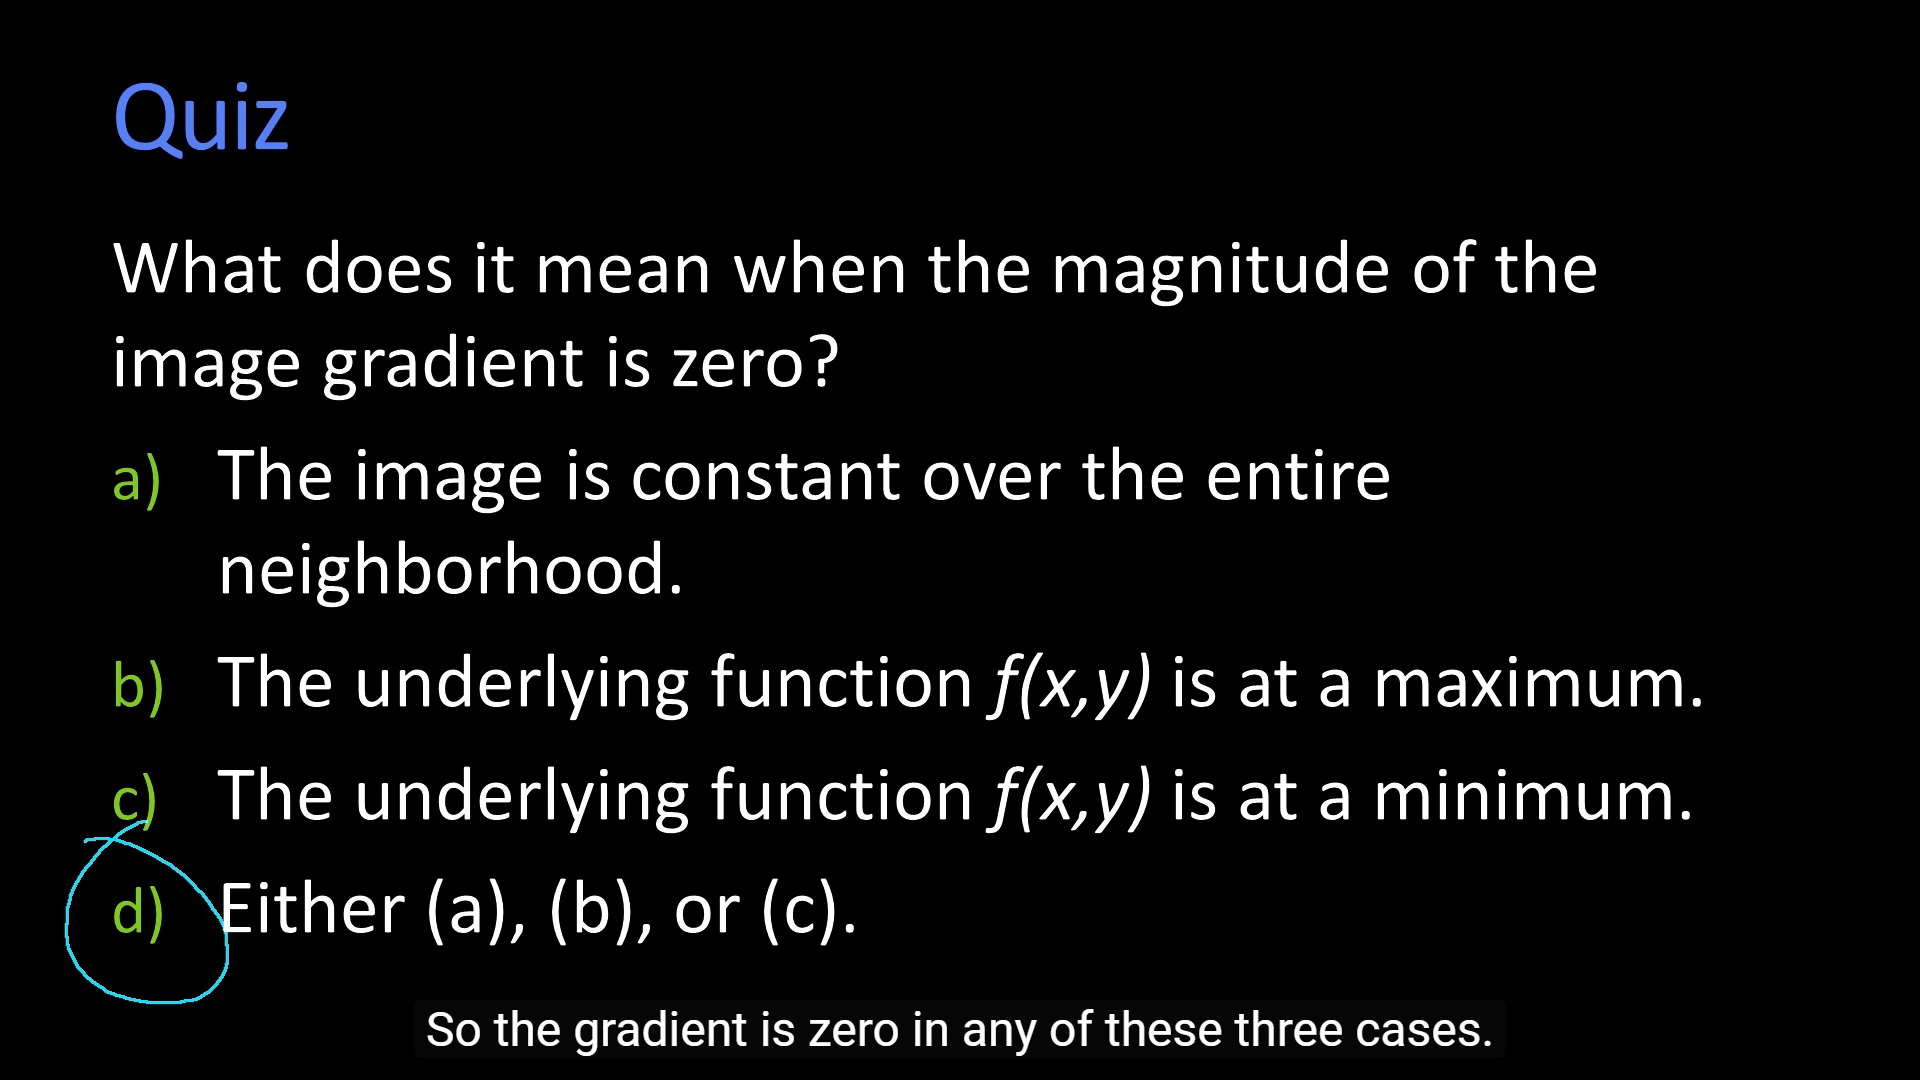 Quiz
What does it mean when the magnitude of the
image gradient is zero?
a) The image is constant over the entire
neighborhood.
b) The underlying function f(x,y) is at a maximum.
c) The underlying function f(x,y) is at a minimum.
d) Either (a), (b), or (c).
So the gradient is zero in any of these three cases.